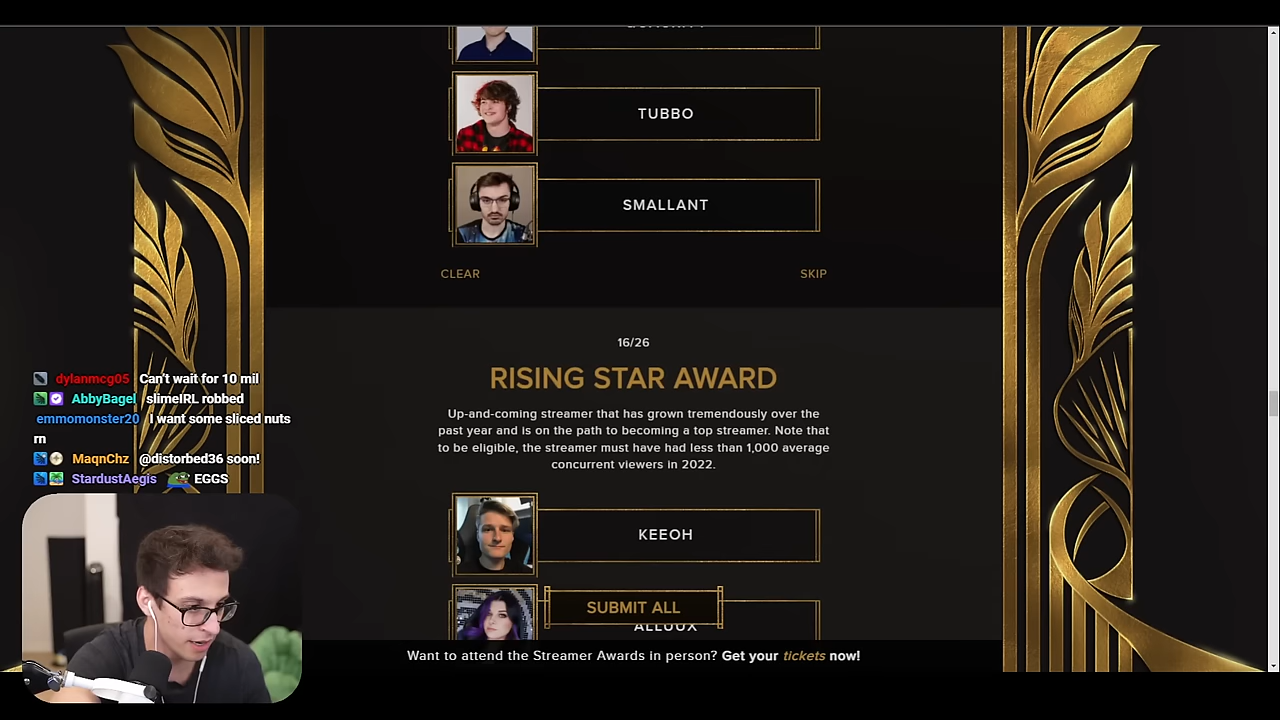 TUBBO
SMALLANT
CLEAR
SKIP
16/26
RISING STAR AWARD
Up-and-coming streamer that has grown tremendously over the
past year and is on the path to becoming a top streamer. Note that
to be eligible, the streamer must have had less than 1,000 average
concurrent viewers in 2022.
KEEOH
SUBMIT ALL
ALLUUX
Want to attend the Streamer Awards in person? Get your tickets now!
dylanmcg05 Can't wait for 10 mil
AbbyBagel slimeIRL robbed
emmomonster20 I want some sliced nuts
rn
MaqnChz @distorbed36 soon!
StardustAegis EGGS